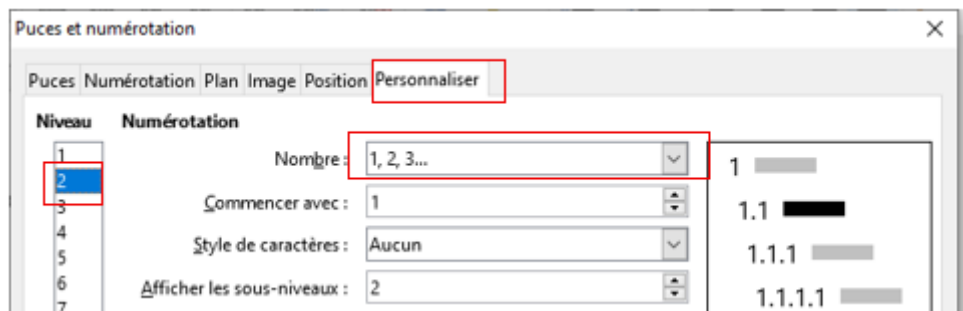 Puces et numérotation
Puces Numérotation Plan Image Position Personnaliser
Niveau Numérotation
1
2
3
4
5
6
7
Nombre : 1, 2, 3...
Commencer avec : 1
Style de caractères : Aucun
Afficher les sous-niveaux : 2
1
1.1
1.1.1
1.1.1.1